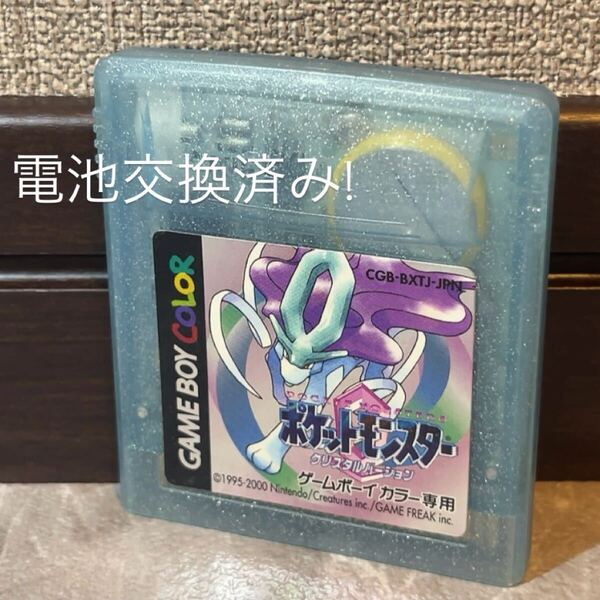 電池交換済み!
GAME BOY COLOR
CGB-BXTJ-JPN
POCKET MONSTERS
ポケットモンスター
クリスタルバージョン
ゲームボーイ カラー専用
©1995-2000 Nintendo/Creatures inc./GAME FREAK inc.